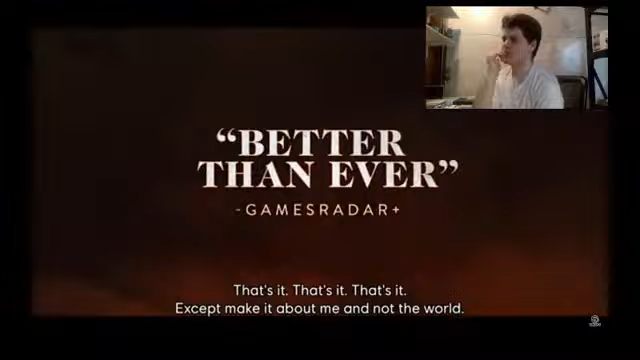 “BETTER
THAN EVER”
-GAMESRADAR+
That's it. That's it. That's it.
Except make it about me and not the world.